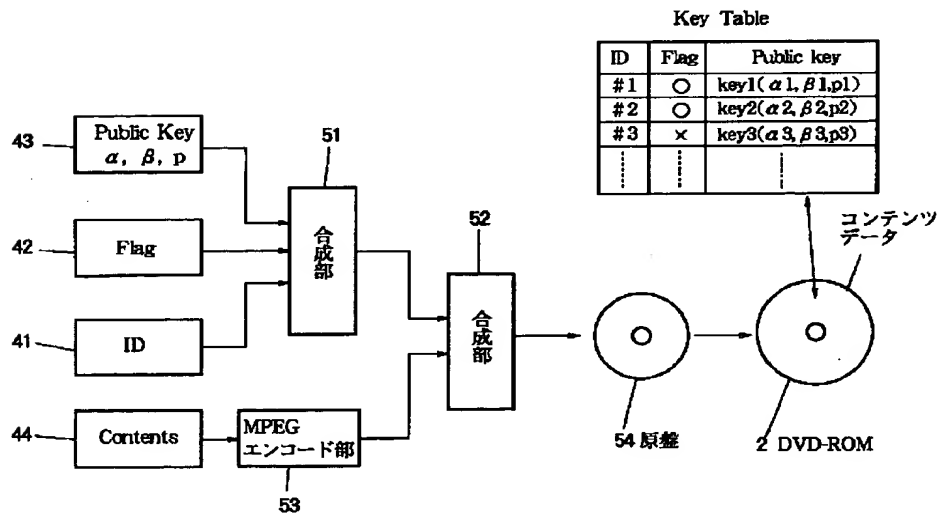 Key Table
ID Flag Public key
#1 ○ key1(α1,β1,p1)
#2 ○ key2(α2,β2,p2)
#3 × key3(α3,β3,p3)
43
Public Key
α, β, p
51
合成部
42
Flag
52
合成部
コンテンツ
データ
41
ID
44
Contents
MPEG
エンコード部
53
54 原盤
2 DVD-ROM